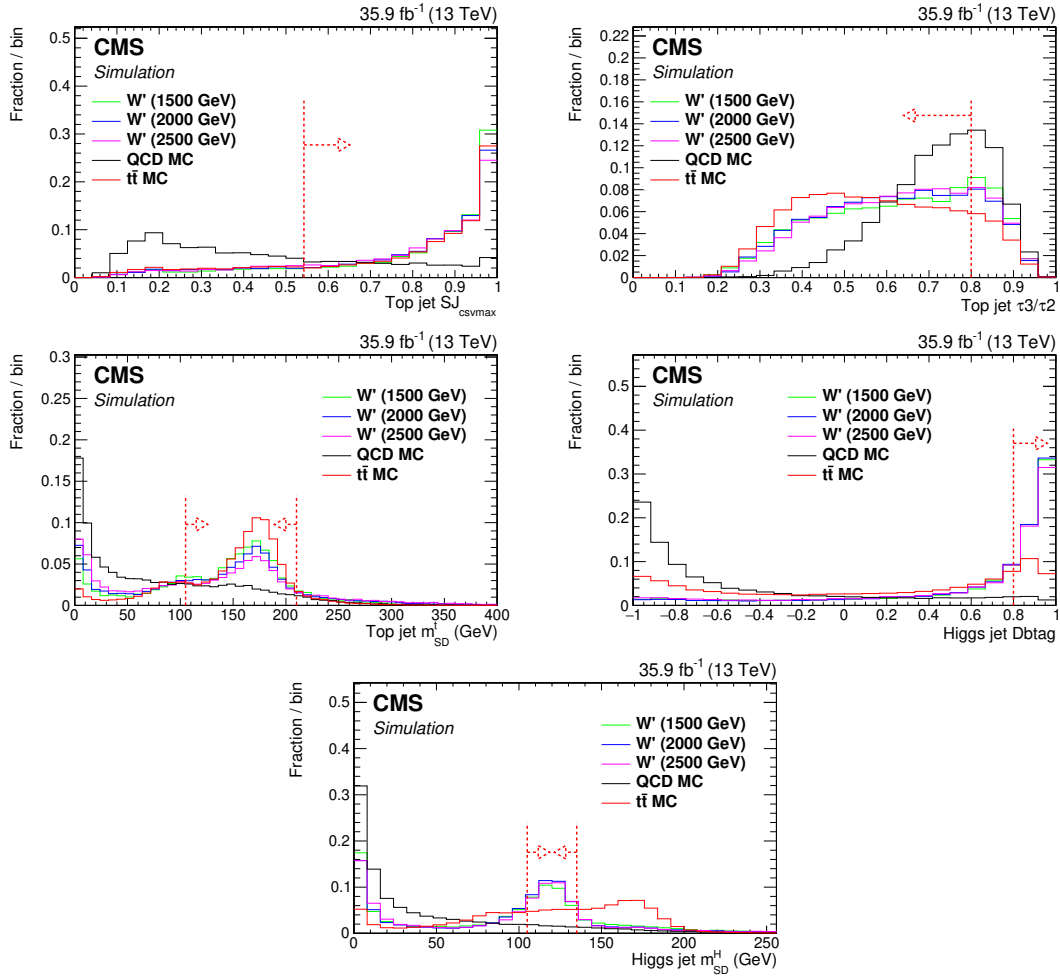 35.9 fb⁻¹ (13 TeV)
Fraction / bin
0.5
0.4
0.3
0.2
0.1
0
CMS
Simulation
W' (1500 GeV)
W' (2000 GeV)
W' (2500 GeV)
QCD MC
tt̄ MC
0 0.1 0.2 0.3 0.4 0.5 0.6 0.7 0.8 0.9 1
Top jet SJ_csvmax
35.9 fb⁻¹ (13 TeV)
Fraction / bin
0.22
0.2
0.18
0.16
0.14
0.12
0.1
0.08
0.06
0.04
0.02
0
CMS
Simulation
W' (1500 GeV)
W' (2000 GeV)
W' (2500 GeV)
QCD MC
tt̄ MC
0 0.1 0.2 0.3 0.4 0.5 0.6 0.7 0.8 0.9 1
Top jet τ3/τ2
35.9 fb⁻¹ (13 TeV)
Fraction / bin
0.3
0.25
0.2
0.15
0.1
0.05
0
CMS
Simulation
W' (1500 GeV)
W' (2000 GeV)
W' (2500 GeV)
QCD MC
tt̄ MC
0 50 100 150 200 250 300 350 400
Top jet m^t_SD (GeV)
35.9 fb⁻¹ (13 TeV)
Fraction / bin
0.5
0.4
0.3
0.2
0.1
0
CMS
Simulation
W' (1500 GeV)
W' (2000 GeV)
W' (2500 GeV)
QCD MC
tt̄ MC
−1 −0.8 −0.6 −0.4 −0.2 0 0.2 0.4 0.6 0.8 1
Higgs jet Dbtag
35.9 fb⁻¹ (13 TeV)
Fraction / bin
0.5
0.4
0.3
0.2
0.1
0
CMS
Simulation
W' (1500 GeV)
W' (2000 GeV)
W' (2500 GeV)
QCD MC
tt̄ MC
0 50 100 150 200 250
Higgs jet m^H_SD (GeV)